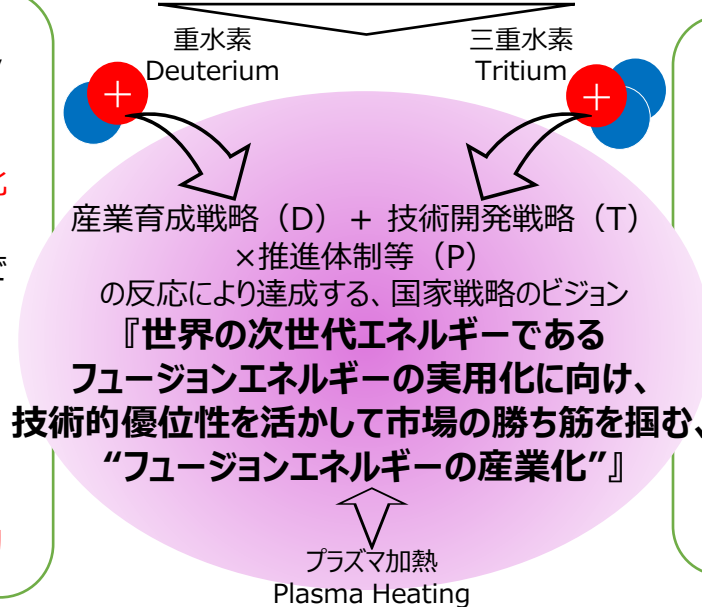 重水素
Deuterium
三重水素
Tritium
+
+
産業育成戦略(D)+ 技術開発戦略(T)
×推進体制等(P)
の反応により達成する、国家戦略のビジョン
『世界の次世代エネルギーである
フュージョンエネルギーの実用化に向け、
技術的優位性を活かして市場の勝ち筋を掴む、
“フュージョンエネルギーの産業化”』
プラズマ加熱
Plasma Heating